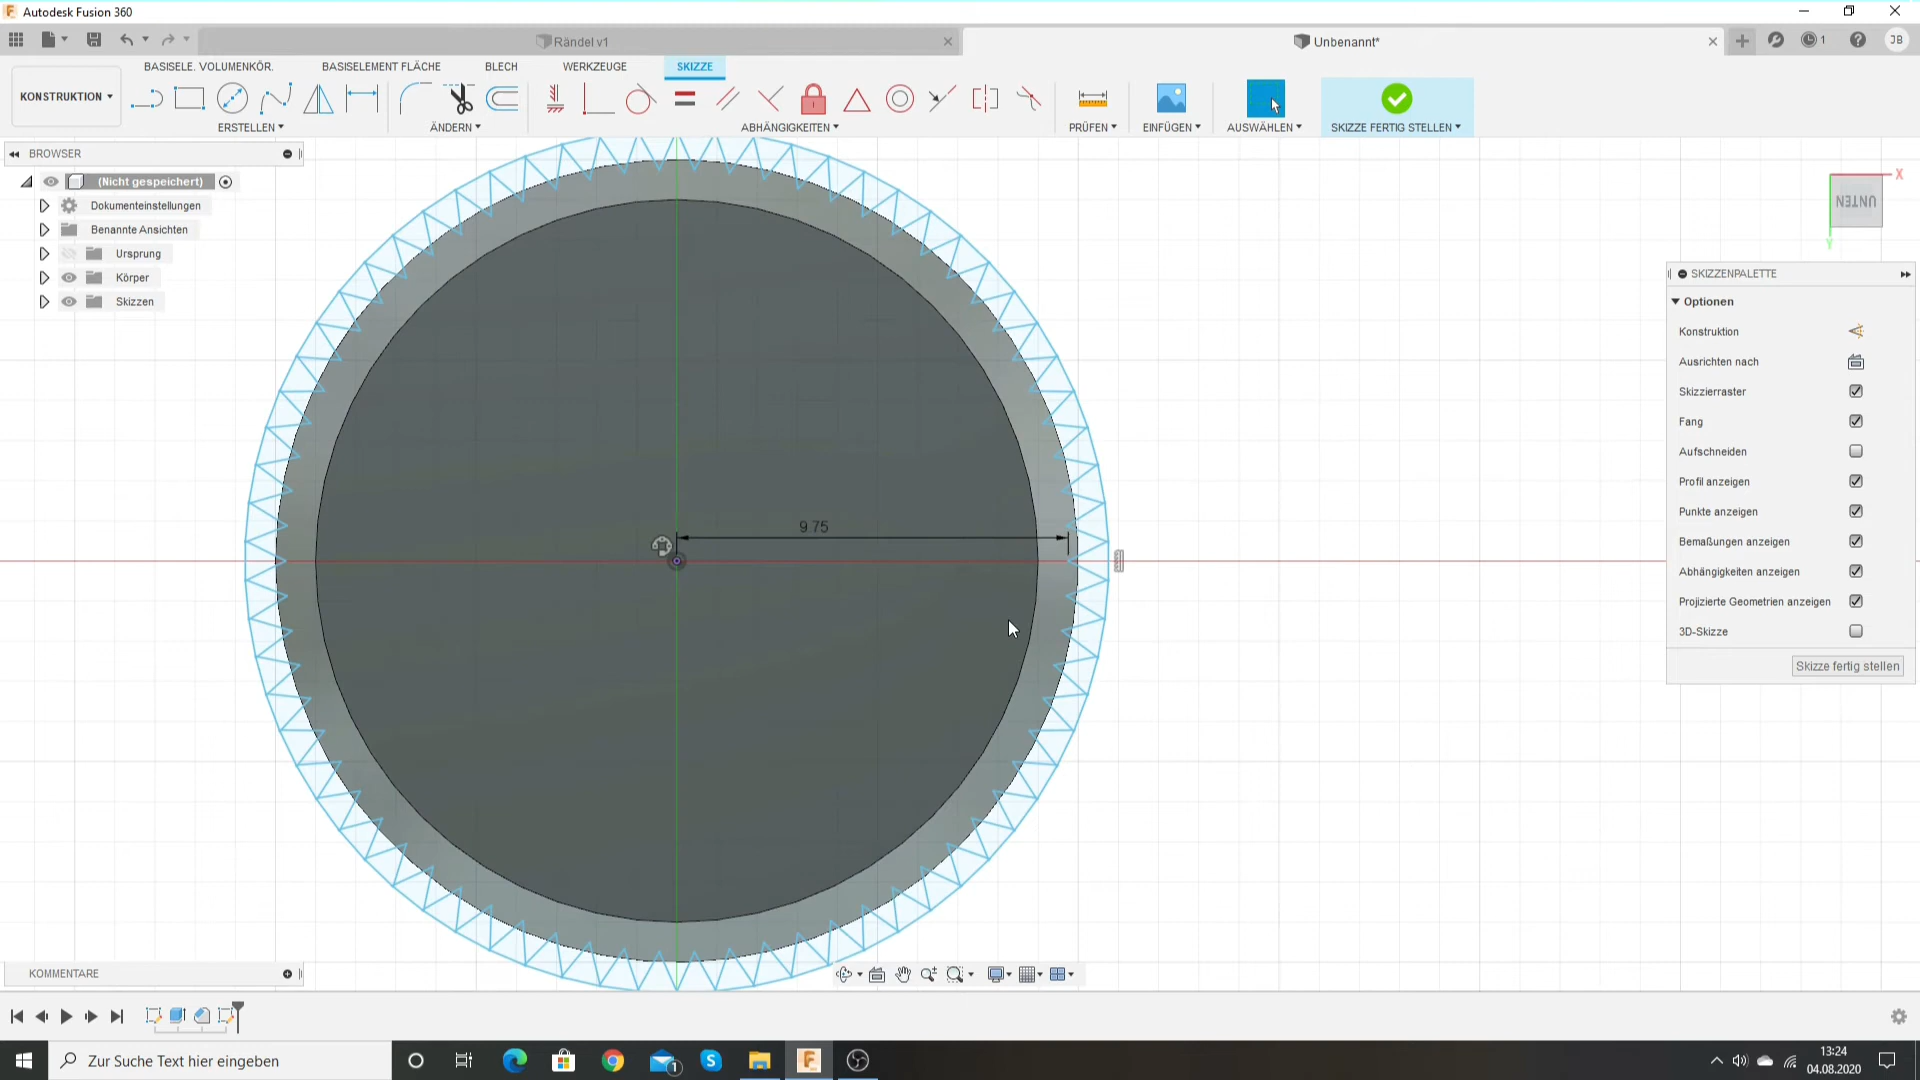 Autodesk Fusion 360
Rändel v1
Unbenannt*
1
JB
KONSTRUKTION
BASISELE. VOLUMENKÖR.
BASISELEMENT FLÄCHE
BLECH
WERKZEUGE
SKIZZE
ERSTELLEN
ÄNDERN
ABHÄNGIGKEITEN
PRÜFEN
EINFÜGEN
AUSWÄHLEN
SKIZZE FERTIG STELLEN
BROWSER
(Nicht gespeichert)
Dokumenteinstellungen
Benannte Ansichten
Ursprung
Körper
Skizzen
X
UNTEN
Y
SKIZZENPALETTE
Optionen
Konstruktion
Ausrichten nach
Skizzierraster
Fang
Aufschneiden
Profil anzeigen
Punkte anzeigen
Bemaßungen anzeigen
Abhängigkeiten anzeigen
Projizierte Geometrien anzeigen
3D-Skizze
Skizze fertig stellen
9.75
KOMMENTARE
Zur Suche Text hier eingeben
1
13:24
04.08.2020